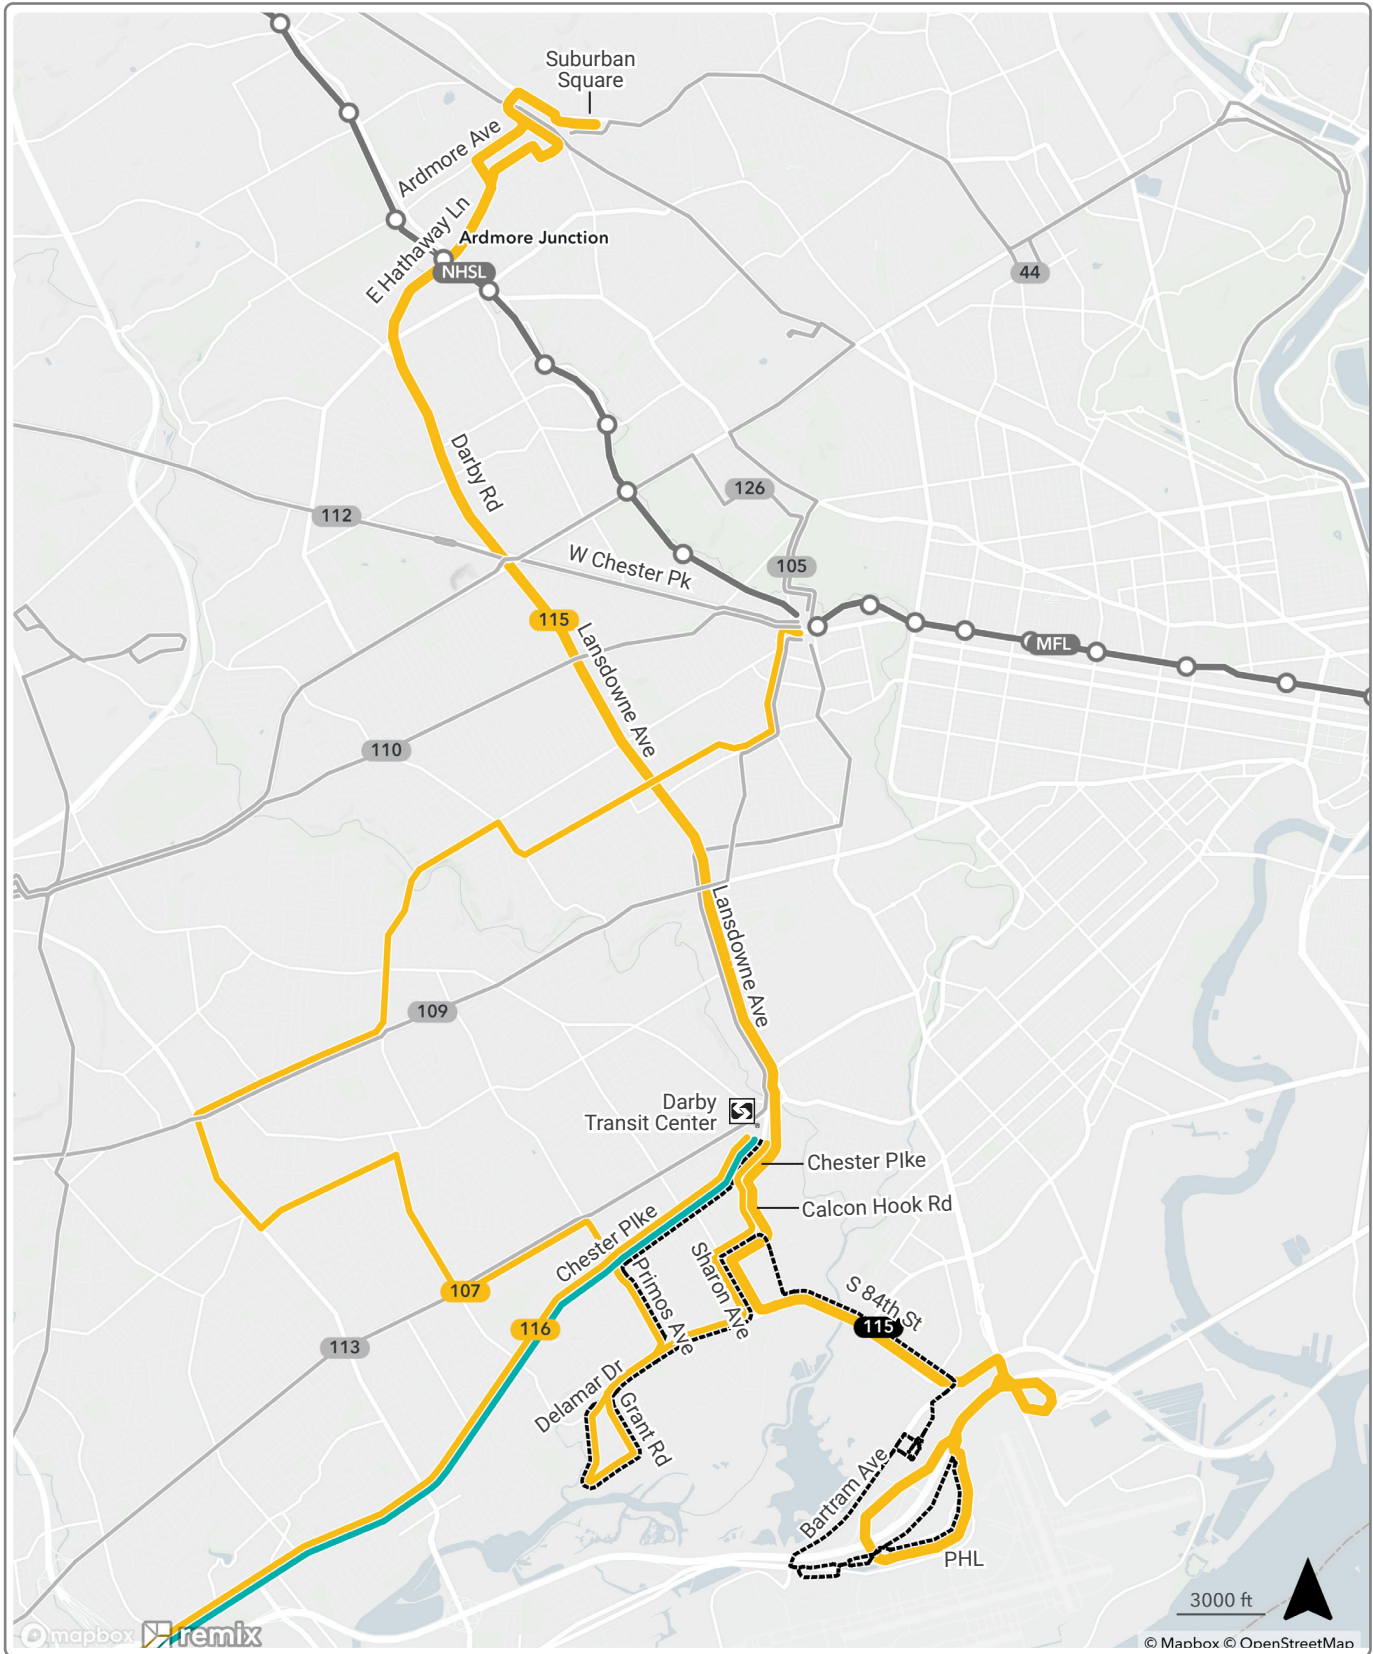 Suburban
Square
Ardmore Ave
E Hathaway Ln
Ardmore Junction
NHSL
44
Darby Rd
126
112
W Chester Pk
105
115
MFL
Lansdowne Ave
110
Lansdowne Ave
109
Darby
Transit Center
Chester PIke
Calcon Hook Rd
Chester PIke
Sharon Ave
Primos Ave
107
S 84th St
116
115
113
Delamar Dr
Grant Rd
Bartram Ave
PHL
3000 ft
mapbox
remix
© Mapbox © OpenStreetMap